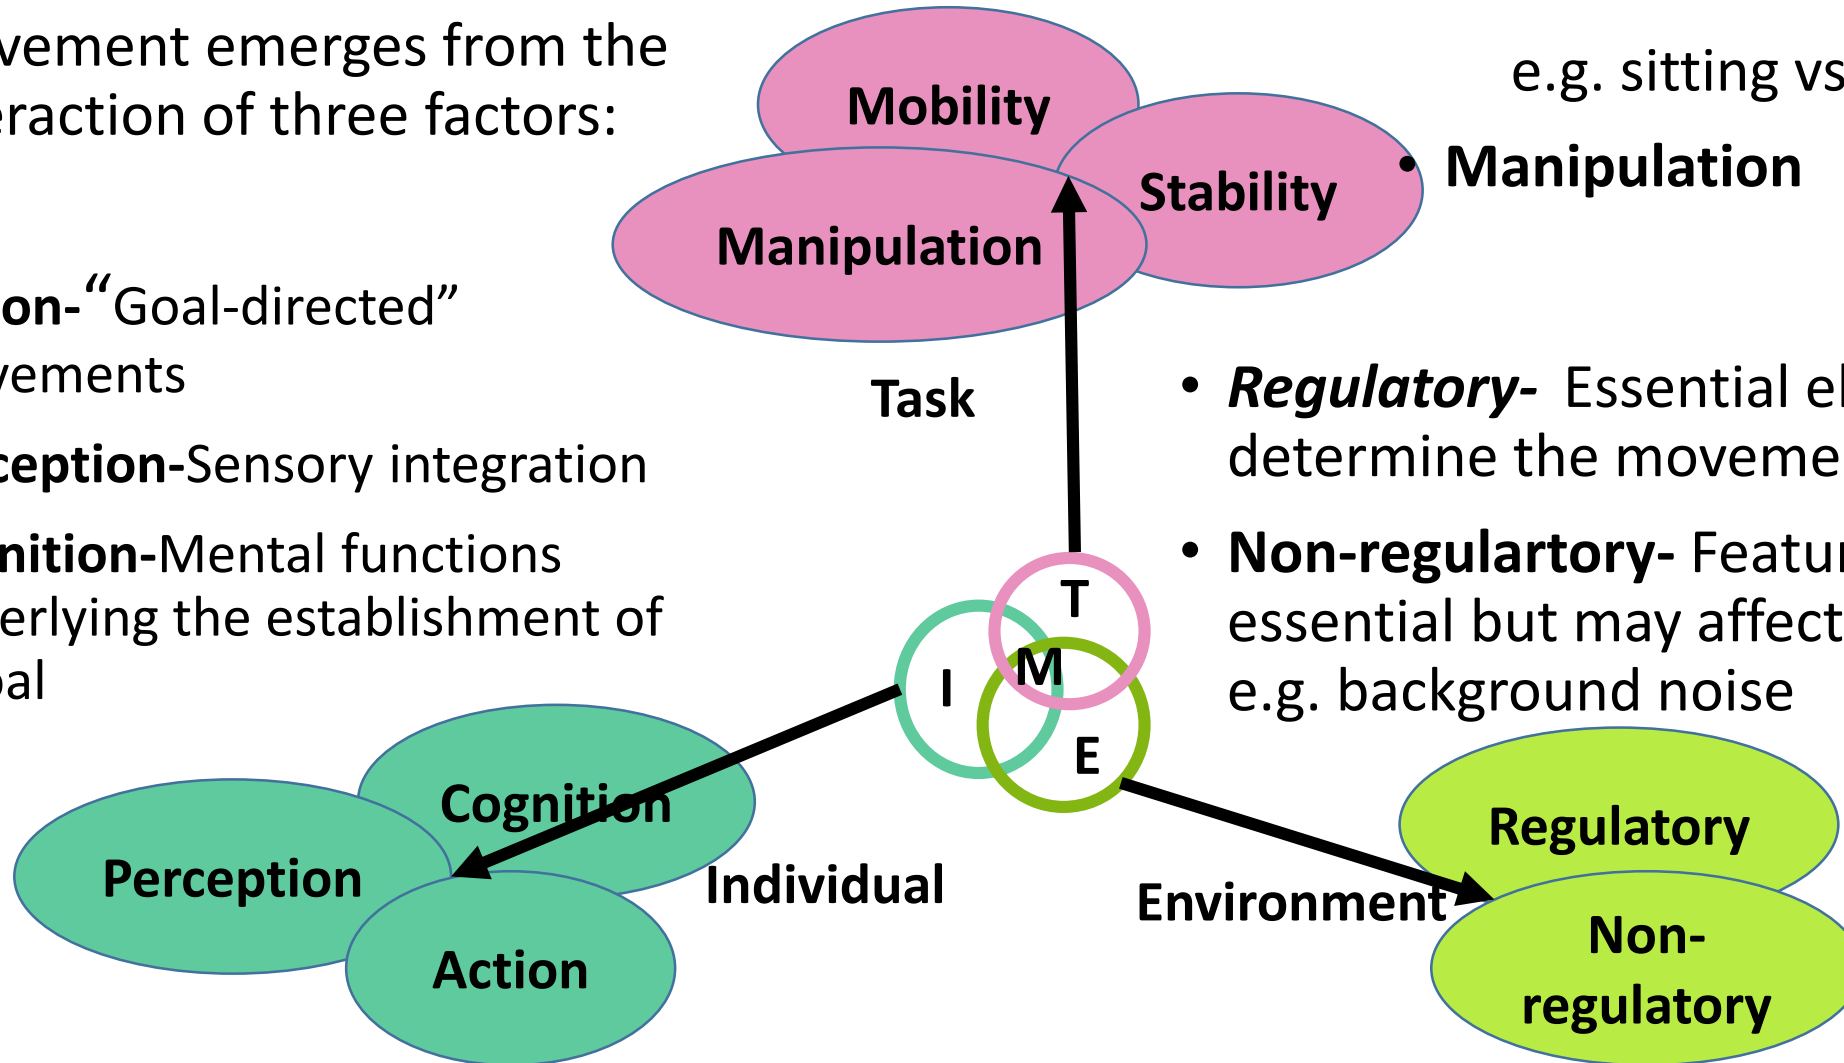 vement emerges from the
eraction of three factors:
on-“Goal-directed”
vements
ception-Sensory integration
nition-Mental functions
erlying the establishment of
oal
Mobility
Stability
Manipulation
e.g. sitting vs
• Manipulation
Task
• Regulatory- Essential el
determine the moveme
• Non-regulartory- Featur
essential but may affect
e.g. background noise
T
M
I
E
Cognition
Perception
Action
Individual
Environment
Regulatory
Non-
regulatory